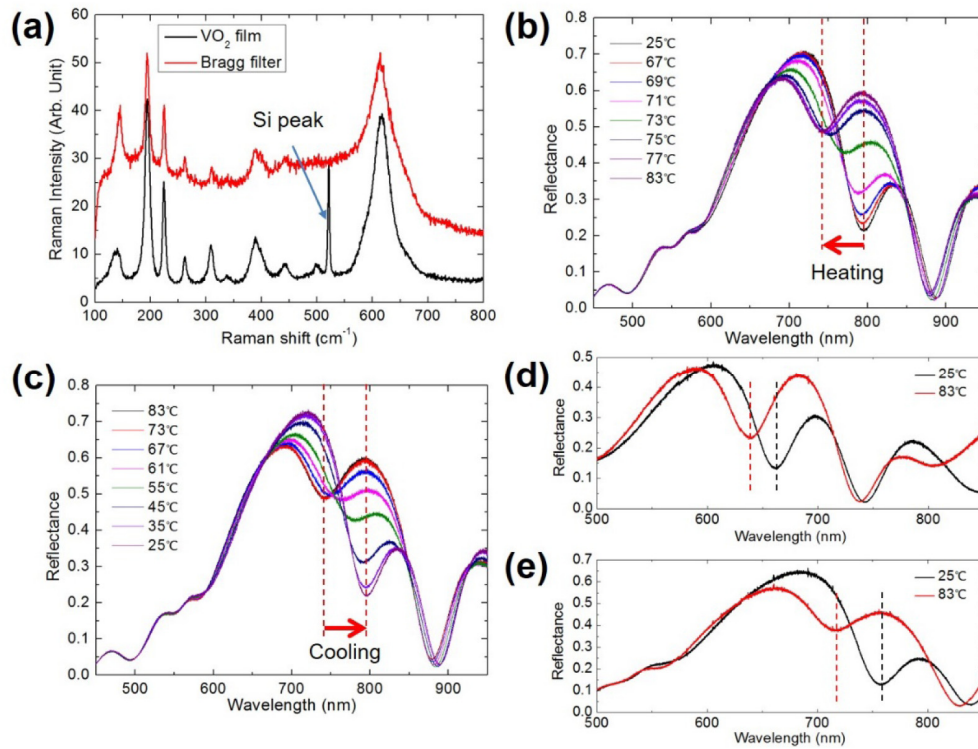 (a)
VO2 film
Bragg filter
Si peak
Raman Intensity (Arb. Unit)
60
50
40
30
20
10
0
100 200 300 400 500 600 700 800
Raman shift (cm-1)
(b)
25℃
67℃
69℃
71℃
73℃
75℃
77℃
83℃
Heating
Reflectance
0.8
0.7
0.6
0.5
0.4
0.3
0.2
0.1
0.0
500 600 700 800 900
Wavelength (nm)
(c)
83℃
73℃
67℃
61℃
55℃
45℃
35℃
25℃
Cooling
Reflectance
0.8
0.7
0.6
0.5
0.4
0.3
0.2
0.1
0.0
500 600 700 800 900
Wavelength (nm)
(d)
25℃
83℃
Reflectance
0.5
0.4
0.3
0.2
0.1
0.0
500 600 700 800
Wavelength (nm)
(e)
25℃
83℃
Reflectance
0.7
0.6
0.5
0.4
0.3
0.2
0.1
0.0
500 600 700 800
Wavelength (nm)